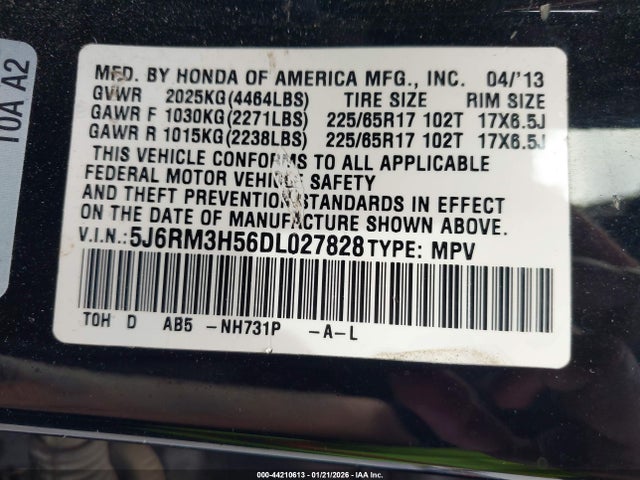 T0A A2
MFD. BY HONDA OF AMERICA MFG., INC. 04/'13
GVWR 2025KG(4464LBS) TIRE SIZE RIM SIZE
GAWR F 1030KG(2271LBS) 225/65R17 102T 17X6.5J
GAWR R 1015KG(2238LBS) 225/65R17 102T 17X6.5J
THIS VEHICLE CONFORMS TO ALL APPLICABLE
FEDERAL MOTOR VEHICLE SAFETY
AND THEFT PREVENTION STANDARDS IN EFFECT
ON THE DATE OF MANUFACTURE SHOWN ABOVE.
V.I.N.: 5J6RM3H56DL027828 TYPE: MPV
T0H D AB5 -NH731P -A-L
000-44210613 - 01/21/2026 - IAA Inc.